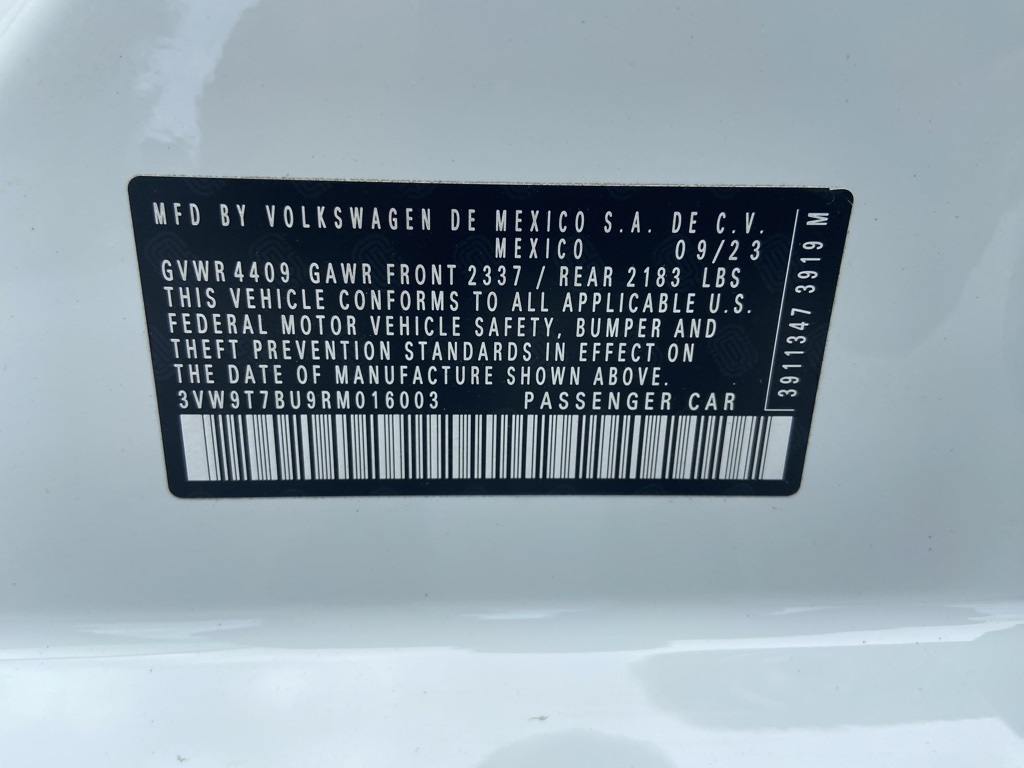 MFD BY VOLKSWAGEN DE MEXICO S.A. DE C.V.
MEXICO 09/23
GVWR 4409 GAWR FRONT 2337 / REAR 2183 LBS
THIS VEHICLE CONFORMS TO ALL APPLICABLE U.S.
FEDERAL MOTOR VEHICLE SAFETY, BUMPER AND
THEFT PREVENTION STANDARDS IN EFFECT ON
THE DATE OF MANUFACTURE SHOWN ABOVE.
3VW9T7BU9RM016003 PASSENGER CAR
3911347 3919 M